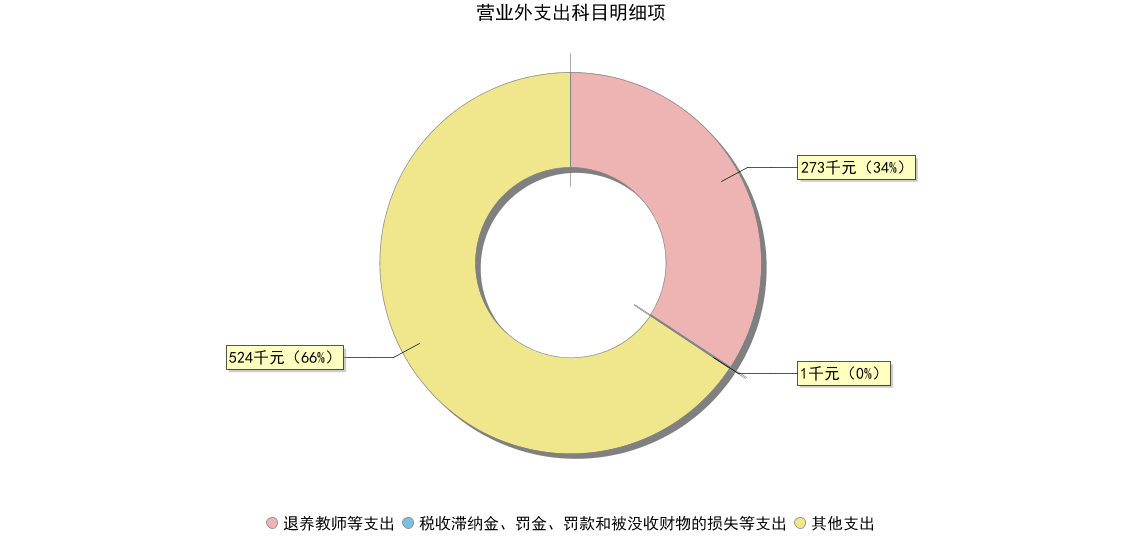 营业外支出科目明细项
273千元（34%）
524千元（66%）
1千元（0%）
退养教师等支出 税收滞纳金、罚金、罚款和被没收财物的损失等支出 其他支出